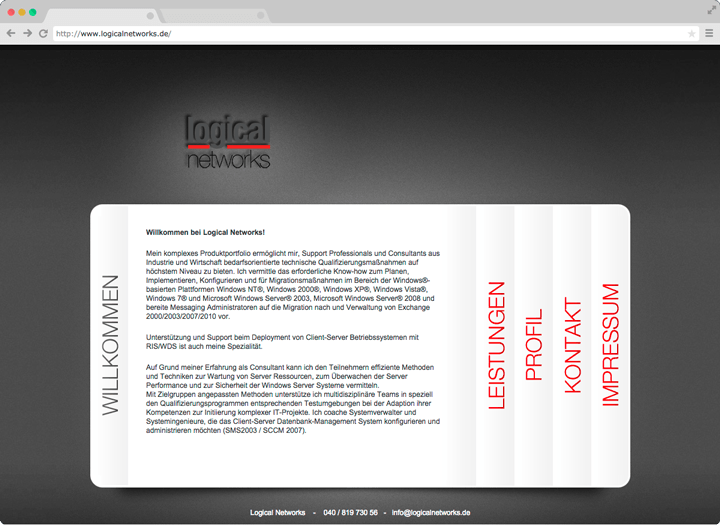 http://www.logicalnetworks.de/
logical
networks
WILLKOMMEN
Willkommen bei Logical Networks!
Mein komplexes Produktportfolio ermöglicht mir, Support Professionals und Consultants aus
Industrie und Wirtschaft bedarfsorientierte technische Qualifizierungsmaßnahmen auf
höchstem Niveau zu bieten. Ich vermittle das erforderliche Know-how zum Planen,
Implementieren, Konfigurieren und für Migrationsmaßnahmen im Bereich der Windows®-
basierten Plattformen Windows NT®, Windows 2000®, Windows XP®, Windows Vista®,
Windows 7® und Microsoft Windows Server® 2003, Microsoft Windows Server® 2008 und
bereite Messaging Administratoren auf die Migration nach und Verwaltung von Exchange
2000/2003/2007/2010 vor.
Unterstützung und Support beim Deployment von Client-Server Betriebssystemen mit
RIS/WDS ist auch meine Spezialität.
Auf Grund meiner Erfahrung als Consultant kann ich den Teilnehmern effiziente Methoden
und Techniken zur Wartung von Server Ressourcen, zum Überwachen der Server
Performance und zur Sicherheit der Windows Server Systeme vermitteln.
Mit Zielgruppen angepassten Methoden unterstütze ich multidisziplinäre Teams in speziell
den Qualifizierungsprogrammen entsprechenden Testumgebungen bei der Adaption ihrer
Kompetenzen zur Initiierung komplexer IT-Projekte. Ich coache Systemverwalter und
Systemingenieure, die das Client-Server Datenbank-Management System konfigurieren und
administrieren möchten (SMS2003 / SCCM 2007).
LEISTUNGEN
PROFIL
KONTAKT
IMPRESSUM
Logical Networks - 040 / 819 730 56 - info@logicalnetworks.de